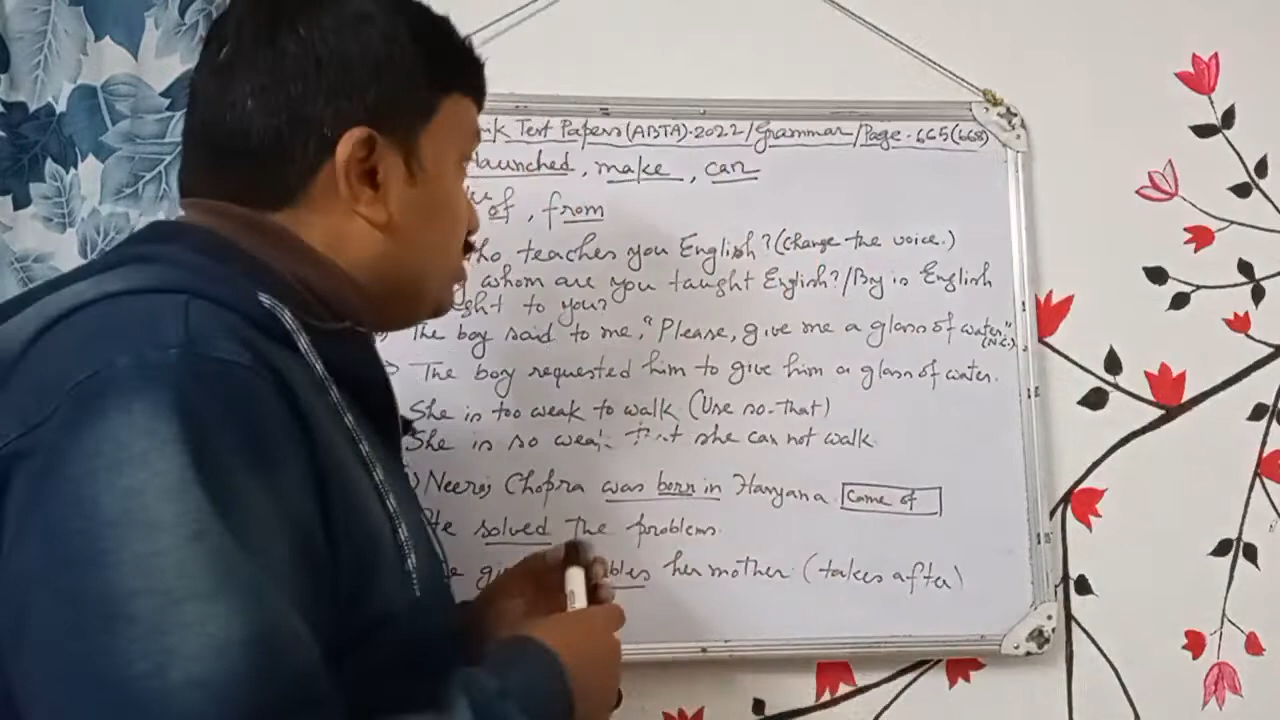 Test Papers (ABTA)-2022/Grammar/Page-665(668)
launched, make, can
of, from
teaches you English? (Change the voice.)
whom are you taught English?/By is English
to you?
The boy said to me, "Please, give me a glass of water." (N.C.)
The boy requested him to give him a glass of water.
She is too weak to walk (Use so-that)
She is so weak that she can not walk.
Neeraj Chopra was born in Haryana Come of
He solved the problems.
her mother (takes after)